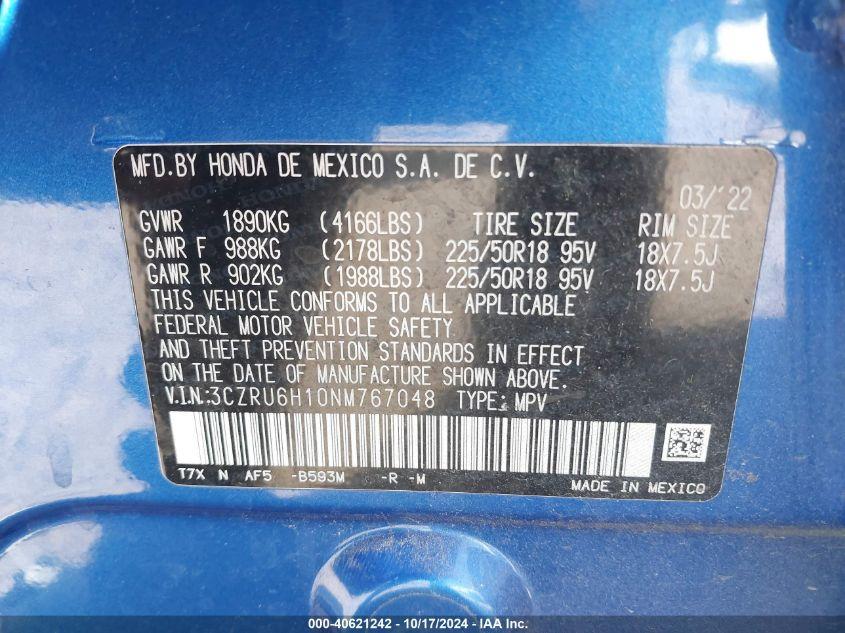 MFD.BY HONDA DE MEXICO S.A. DE C.V.
03/'22
GVWR 1890KG (4166LBS) TIRE SIZE RIM SIZE
GAWR F 988KG (2178LBS) 225/50R18 95V 18X7.5J
GAWR R 902KG (1988LBS) 225/50R18 95V 18X7.5J
THIS VEHICLE CONFORMS TO ALL APPLICABLE
FEDERAL MOTOR VEHICLE SAFETY
AND THEFT PREVENTION STANDARDS IN EFFECT
ON THE DATE OF MANUFACTURE SHOWN ABOVE.
V.I.N:3CZRU6H10NM767048 TYPE: MPV
T7X N AF5 -B593M -R -M
MADE IN MEXICO
000-40621242 - 10/17/2024 - IAAI.com